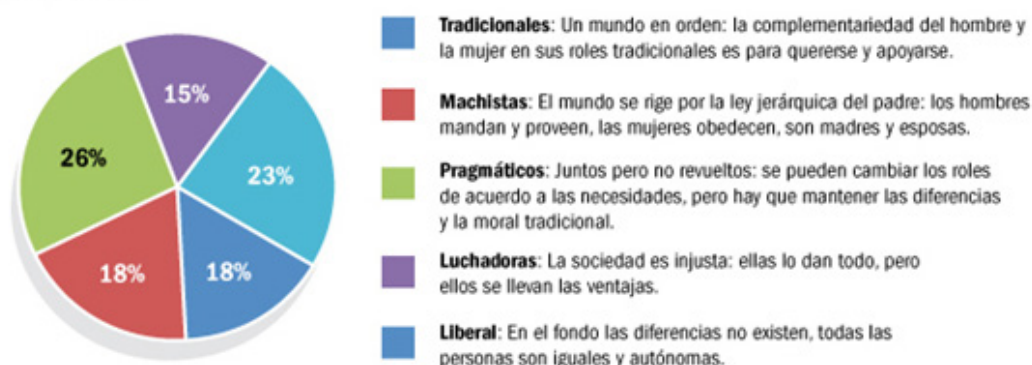 15%
26%
23%
18%
18%
Tradicionales: Un mundo en orden: la complementariedad del hombre y
la mujer en sus roles tradicionales es para quererse y apoyarse.
Machistas: El mundo se rige por la ley jerárquica del padre: los hombres
mandan y proveen, las mujeres obedecen, son madres y esposas.
Pragmáticos: Juntos pero no revueltos: se pueden cambiar los roles
de acuerdo a las necesidades, pero hay que mantener las diferencias
y la moral tradicional.
Luchadoras: La sociedad es injusta: ellas lo dan todo, pero
ellos se llevan las ventajas.
Liberal: En el fondo las diferencias no existen, todas las
personas son iguales y autónomas.